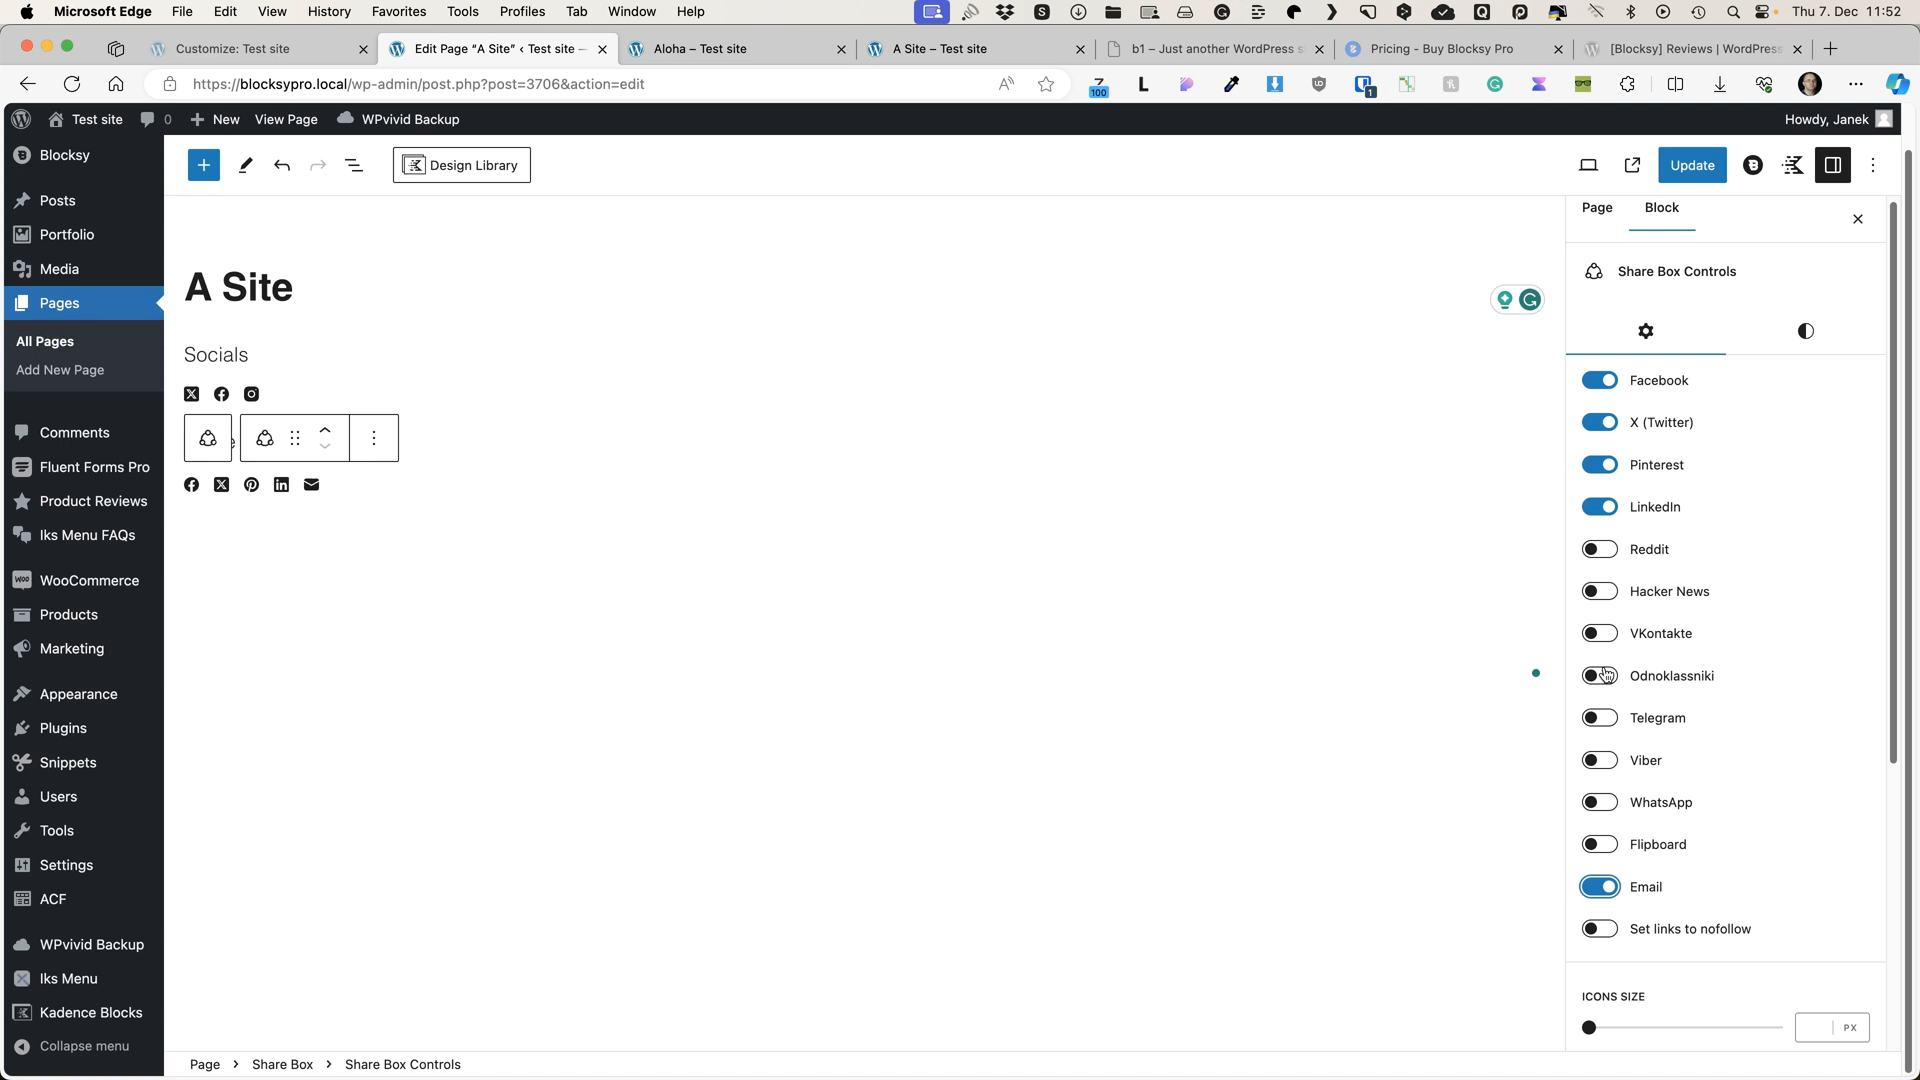 Microsoft Edge File Edit View History Favorites Tools Profiles Tab Window Help Thu 7. Dec 11:52
Customize: Test site
Edit Page “A Site” ‹ Test site —
Aloha – Test site
A Site – Test site
b1 – Just another WordPress s
Pricing - Buy Blocksy Pro
[Blocksy] Reviews | WordPress
https://blocksypro.local/wp-admin/post.php?post=3706&action=edit
100
1
Test site 0 New View Page WPvivid Backup Howdy, Janek
Blocksy
Posts
Portfolio
Media
Pages
All Pages
Add New Page
Comments
Fluent Forms Pro
Product Reviews
Iks Menu FAQs
WooCommerce
Products
Marketing
Appearance
Plugins
Snippets
Users
Tools
Settings
ACF
WPvivid Backup
Iks Menu
Kadence Blocks
Collapse menu
Design Library
Update
A Site
Socials
Page Block
Share Box Controls
Facebook
X (Twitter)
Pinterest
LinkedIn
Reddit
Hacker News
VKontakte
Odnoklassniki
Telegram
Viber
WhatsApp
Flipboard
Email
Set links to nofollow
ICONS SIZE
PX
Page › Share Box › Share Box Controls